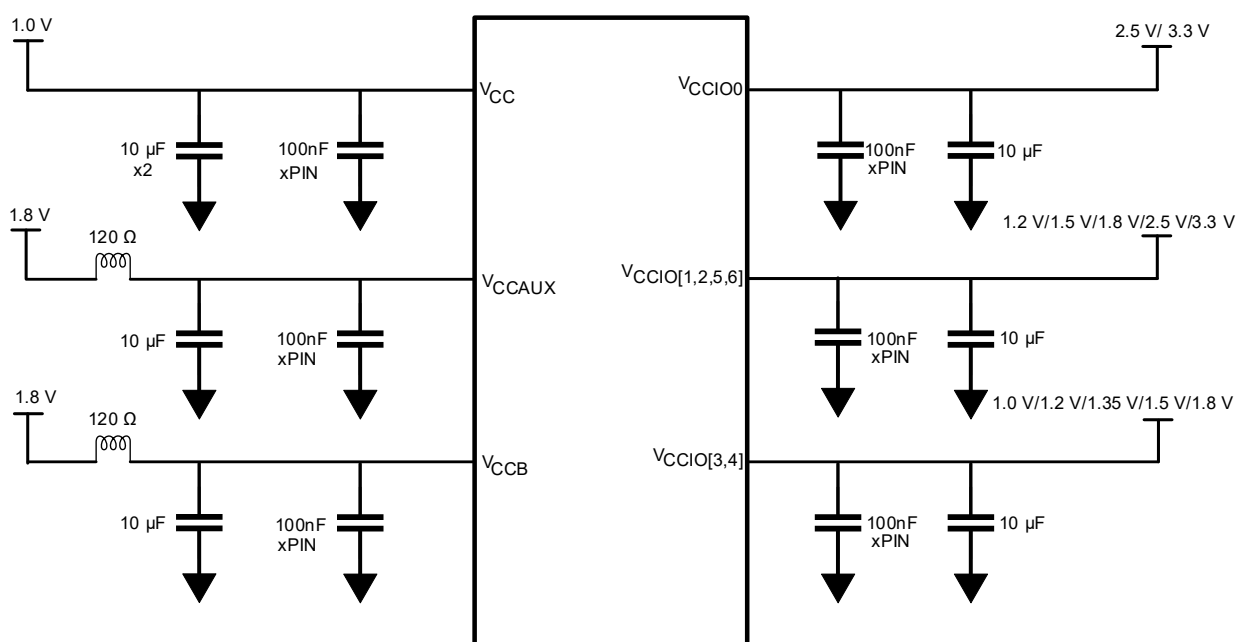 1.0 V
VCC
10 µF
x2
100nF
xPIN
1.8 V
120 Ω
VCCAUX
10 µF
100nF
xPIN
1.8 V
120 Ω
VCCB
10 µF
100nF
xPIN
2.5 V/ 3.3 V
VCCIO0
100nF
xPIN
10 µF
1.2 V/1.5 V/1.8 V/2.5 V/3.3 V
VCCIO[1,2,5,6]
100nF
xPIN
10 µF
1.0 V/1.2 V/1.35 V/1.5 V/1.8 V
VCCIO[3,4]
100nF
xPIN
10 µF